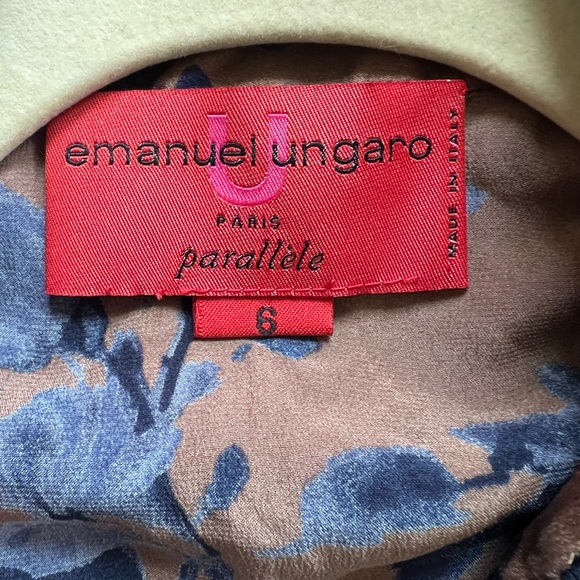 U
emanuel ungaro
PARIS
parallèle
MADE IN ITALY
6